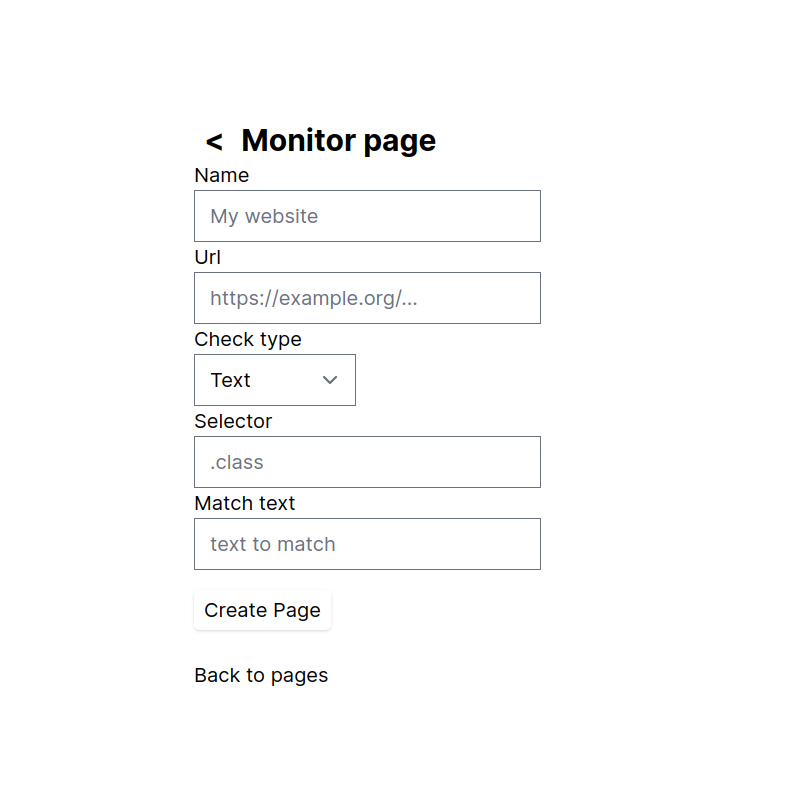 < Monitor page
Name
My website
Url
https://example.org/...
Check type
Text
Selector
.class
Match text
text to match
Create Page
Back to pages